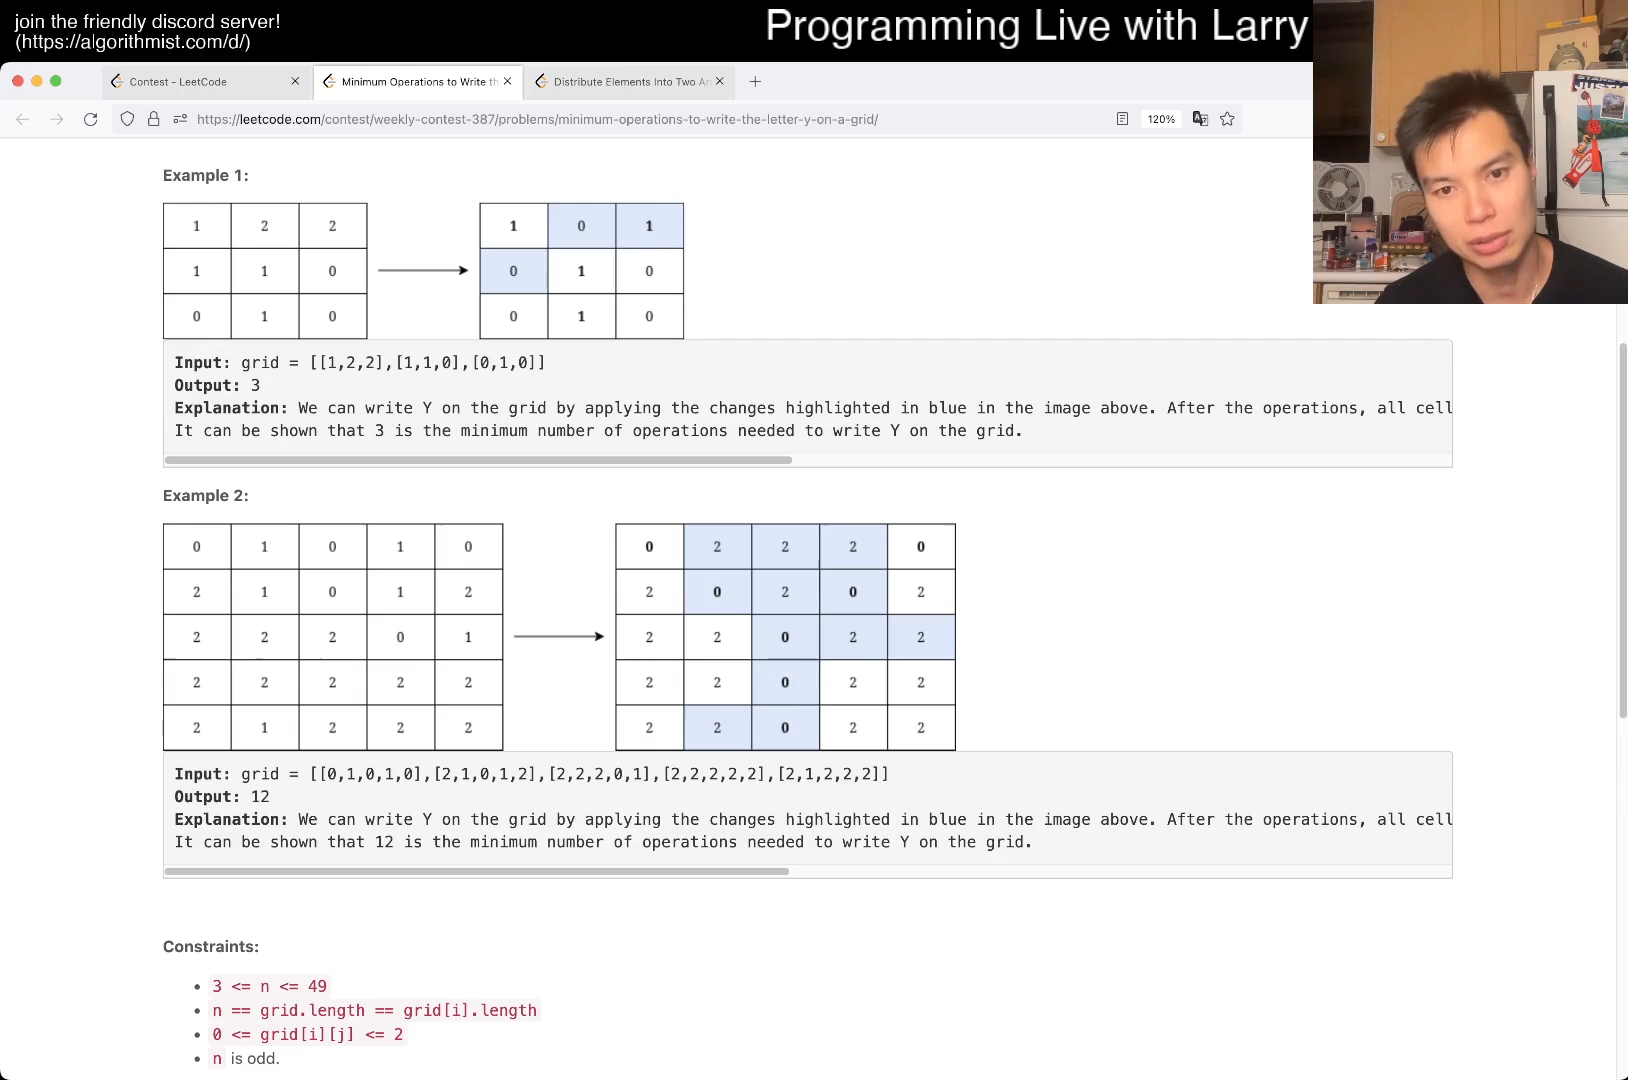 join the friendly discord server!
(https://algorithmist.com/d/)
Programming Live with Larry
Contest - LeetCode
Minimum Operations to Write th
Distribute Elements Into Two Ar
https://leetcode.com/contest/weekly-contest-387/problems/minimum-operations-to-write-the-letter-y-on-a-grid/
120%
Example 1:
1 2 2 1 0 1
1 1 0 0 1 0
0 1 0 0 1 0
Input: grid = [[1,2,2],[1,1,0],[0,1,0]]
Output: 3
Explanation: We can write Y on the grid by applying the changes highlighted in blue in the image above. After the operations, all cell
It can be shown that 3 is the minimum number of operations needed to write Y on the grid.
Example 2:
0 1 0 1 0 0 2 2 2 0
2 1 0 1 2 2 0 2 0 2
2 2 2 0 1 2 2 0 2 2
2 2 2 2 2 2 2 0 2 2
2 1 2 2 2 2 2 0 2 2
Input: grid = [[0,1,0,1,0],[2,1,0,1,2],[2,2,2,0,1],[2,2,2,2,2],[2,1,2,2,2]]
Output: 12
Explanation: We can write Y on the grid by applying the changes highlighted in blue in the image above. After the operations, all cell
It can be shown that 12 is the minimum number of operations needed to write Y on the grid.
Constraints:
• 3 <= n <= 49
• n == grid.length == grid[i].length
• 0 <= grid[i][j] <= 2
• n is odd.